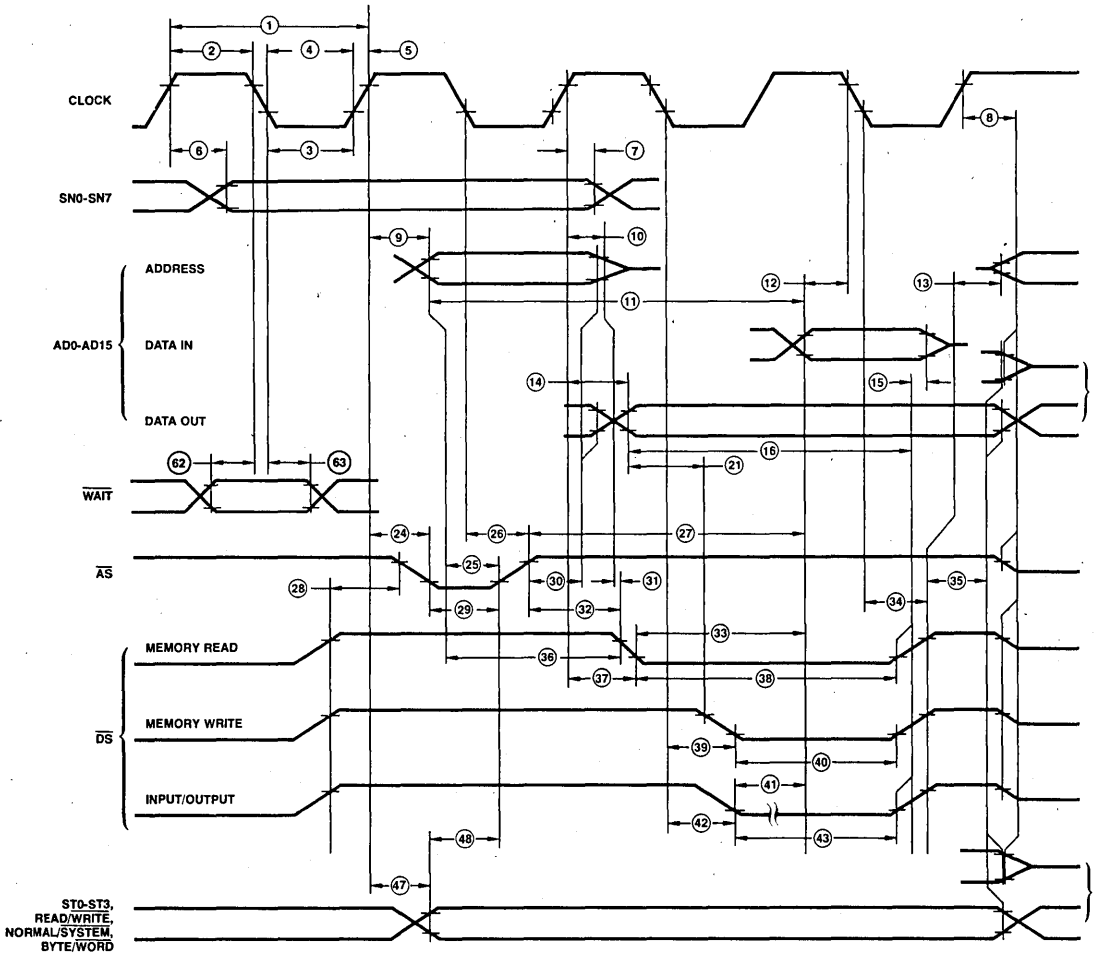 1
2
4
5
CLOCK
8
6
3
7
SN0-SN7
9
10
ADDRESS
12
13
11
AD0-AD15
DATA IN
14
15
DATA OUT
16
62
63
21
WAIT
24
26
27
AS
25
28
30
31
35
29
32
34
33
MEMORY READ
36
37
38
MEMORY WRITE
DS
39
40
41
INPUT/OUTPUT
42
43
48
47
ST0-ST3,
READ/WRITE,
NORMAL/SYSTEM,
BYTE/WORD